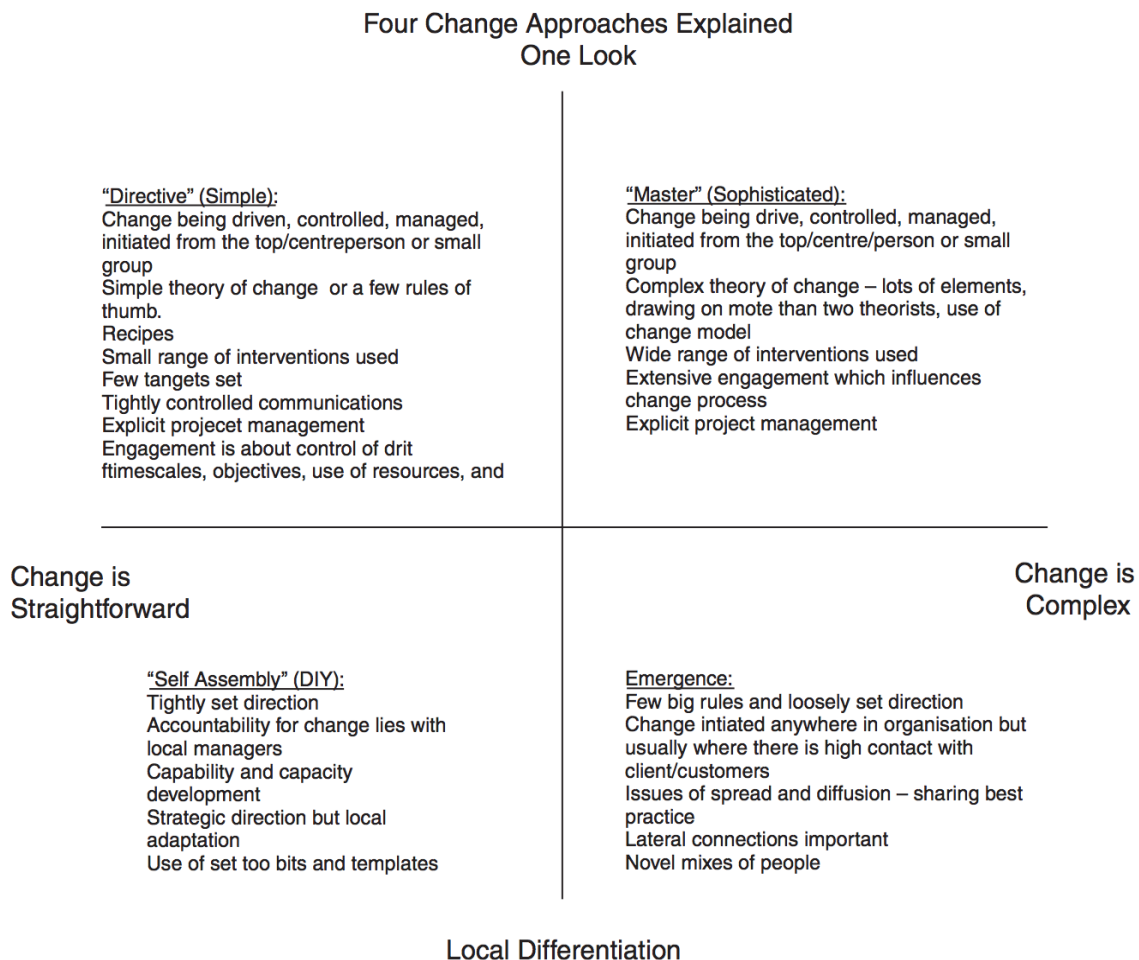 Four Change Approaches Explained
One Look
“Directive” (Simple):
Change being driven, controlled, managed,
initiated from the top/centreperson or small
group
Simple theory of change or a few rules of
thumb.
Recipes
Small range of interventions used
Few tangets set
Tightly controlled communications
Explicit projecet management
Engagement is about control of drit
ftimescales, objectives, use of resources, and
“Master” (Sophisticated):
Change being drive, controlled, managed,
initiated from the top/centre/person or small
group
Complex theory of change – lots of elements,
drawing on mote than two theorists, use of
change model
Wide range of interventions used
Extensive engagement which influences
change process
Explicit project management
Change is
Straightforward
Change is
Complex
“Self Assembly” (DIY):
Tightly set direction
Accountability for change lies with
local managers
Capability and capacity
development
Strategic direction but local
adaptation
Use of set too bits and templates
Emergence:
Few big rules and loosely set direction
Change intiated anywhere in organisation but
usually where there is high contact with
client/customers
Issues of spread and diffusion – sharing best
practice
Lateral connections important
Novel mixes of people
Local Differentiation